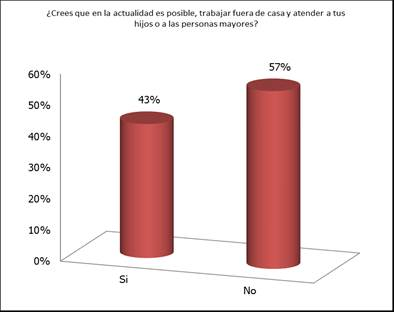 ¿Crees que en la actualidad es posible, trabajar fuera de casa y atender a tus
hijos o a las personas mayores?
57%
43%
60%
50%
40%
30%
20%
10%
0%
Si
No